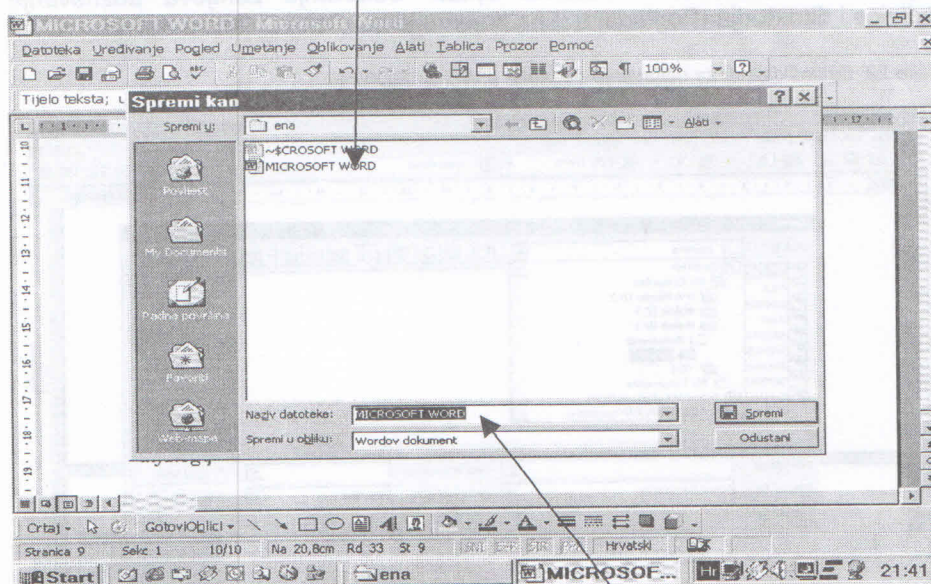 MICROSOFT WORD - Microsoft Word
Datoteka Uređivanje Pogled Umetanje Oblikovanje Alati Tablica Prozor Pomoć
100%
Tijelo teksta;
Spremi kao
Spremi u: ena Alati
~$CROSOFT WORD
MICROSOFT WORD
Povijest
My Documents
Radna površina
Favoriti
Web-mapa
Naziv datoteke: MICROSOFT WORD Spremi
Spremi u obliku: Wordov dokument Odustani
Crtaj GotoviOblici
Stranica 9 Sekc 1 10/10 Na 20,8cm Rd 33 St 9 Hrvatski
Start ena MICROSOF... Hr 21:41